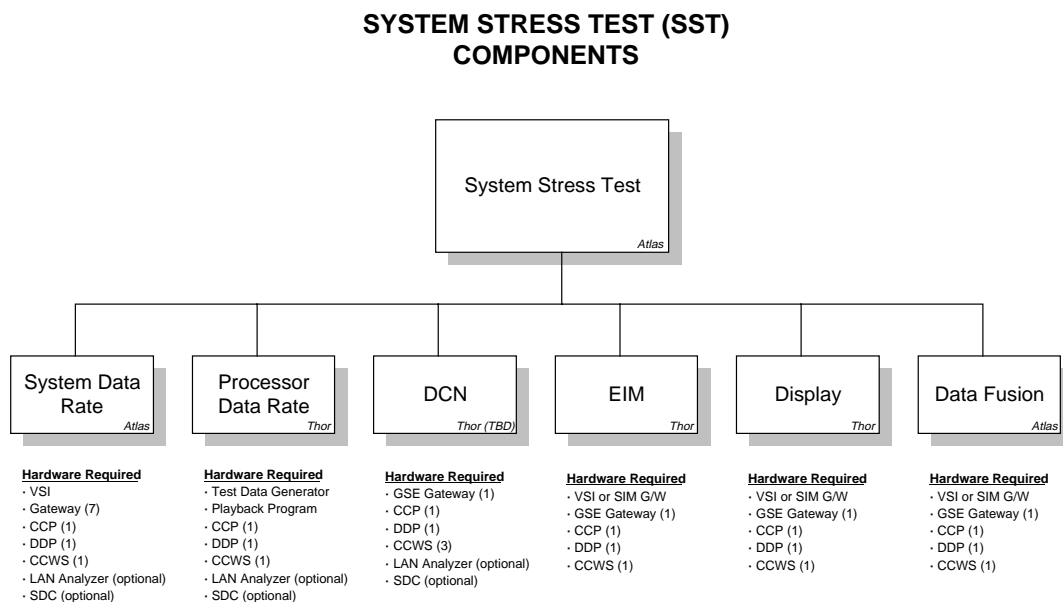 SYSTEM STRESS TEST (SST)
COMPONENTS
System Stress Test
Atlas
System Data
Rate
Atlas
Hardware Required
· VSI
· Gateway (7)
· CCP (1)
· DDP (1)
· CCWS (1)
· LAN Analyzer (optional)
· SDC (optional)
Processor
Data Rate
Thor
Hardware Required
· Test Data Generator
· Playback Program
· CCP (1)
· DDP (1)
· CCWS (1)
· LAN Analyzer (optional)
· SDC (optional)
DCN
Thor (TBD)
Hardware Required
· GSE Gateway (1)
· CCP (1)
· DDP (1)
· CCWS (3)
· LAN Analyzer (optional)
· SDC (optional)
EIM
Thor
Hardware Required
· VSI or SIM G/W
· GSE Gateway (1)
· CCP (1)
· DDP (1)
· CCWS (1)
Display
Thor
Hardware Required
· VSI or SIM G/W
· GSE Gateway (1)
· CCP (1)
· DDP (1)
· CCWS (1)
Data Fusion
Atlas
Hardware Required
· VSI or SIM G/W
· GSE Gateway (1)
· CCP (1)
· DDP (1)
· CCWS (1)